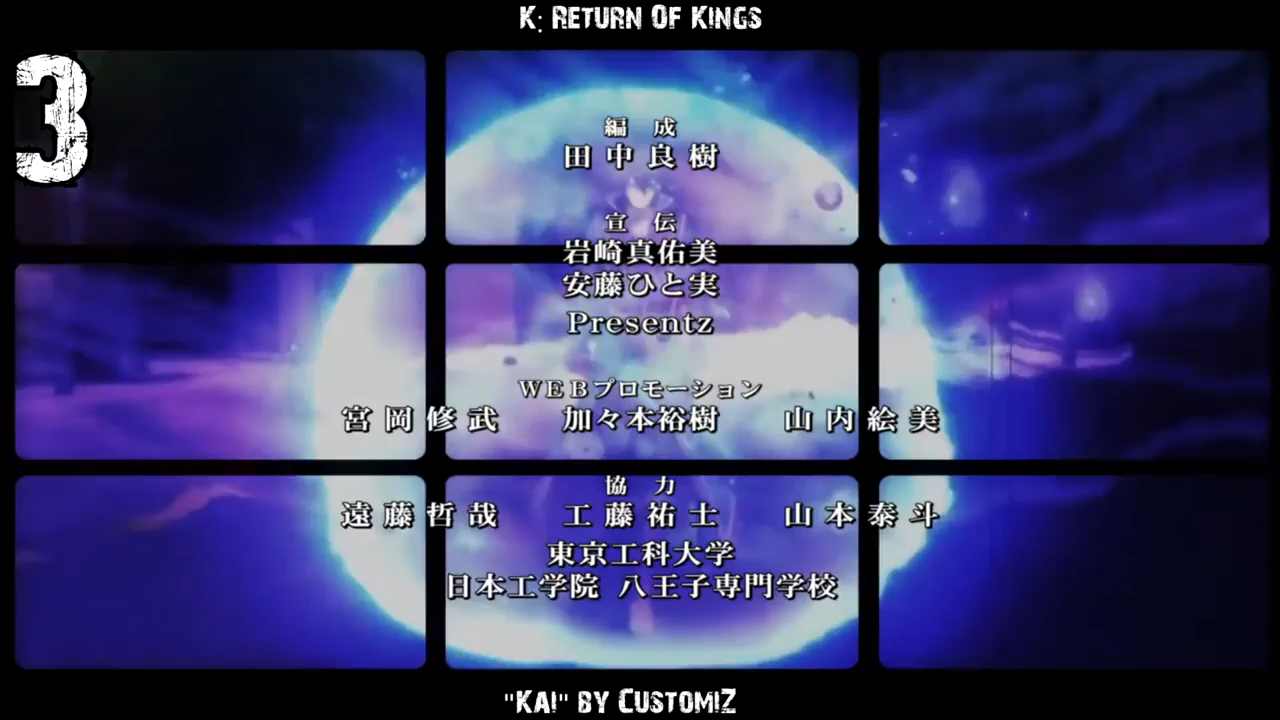 K: Return Of Kings
3
編 成
田 中 良 樹
宣 伝
岩崎真佑美
安藤ひと実
Presentz
ＷＥＢプロモーション
宮 岡 修 武 加々本裕樹 山 内 絵 美
協 力
遠 藤 哲 哉 工 藤 祐 士 山 本 泰 斗
東京工科大学
日本工学院 八王子専門学校
"KAI" by CustomiZ